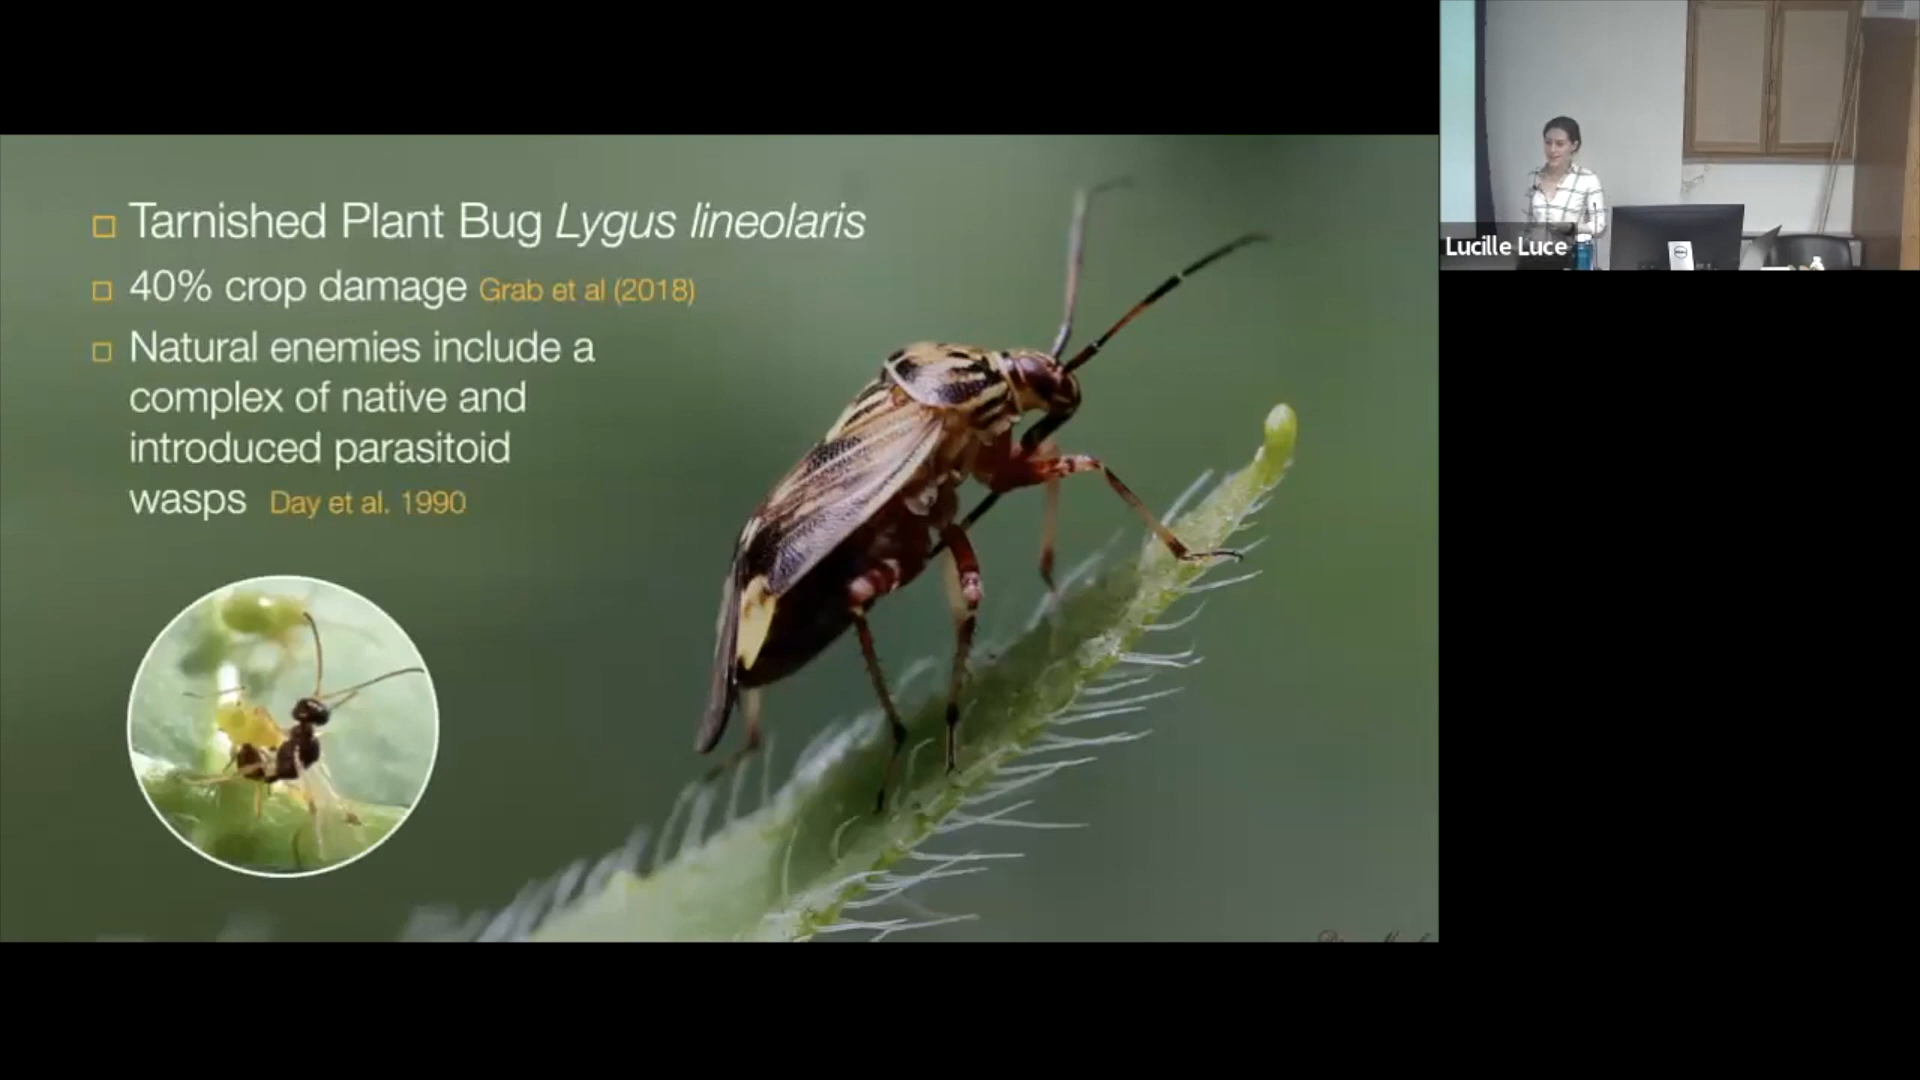 Tarnished Plant Bug Lygus lineolaris
40% crop damage Grab et al (2018)
Natural enemies include a
complex of native and
introduced parasitoid
wasps Day et al. 1990
Lucille Luce